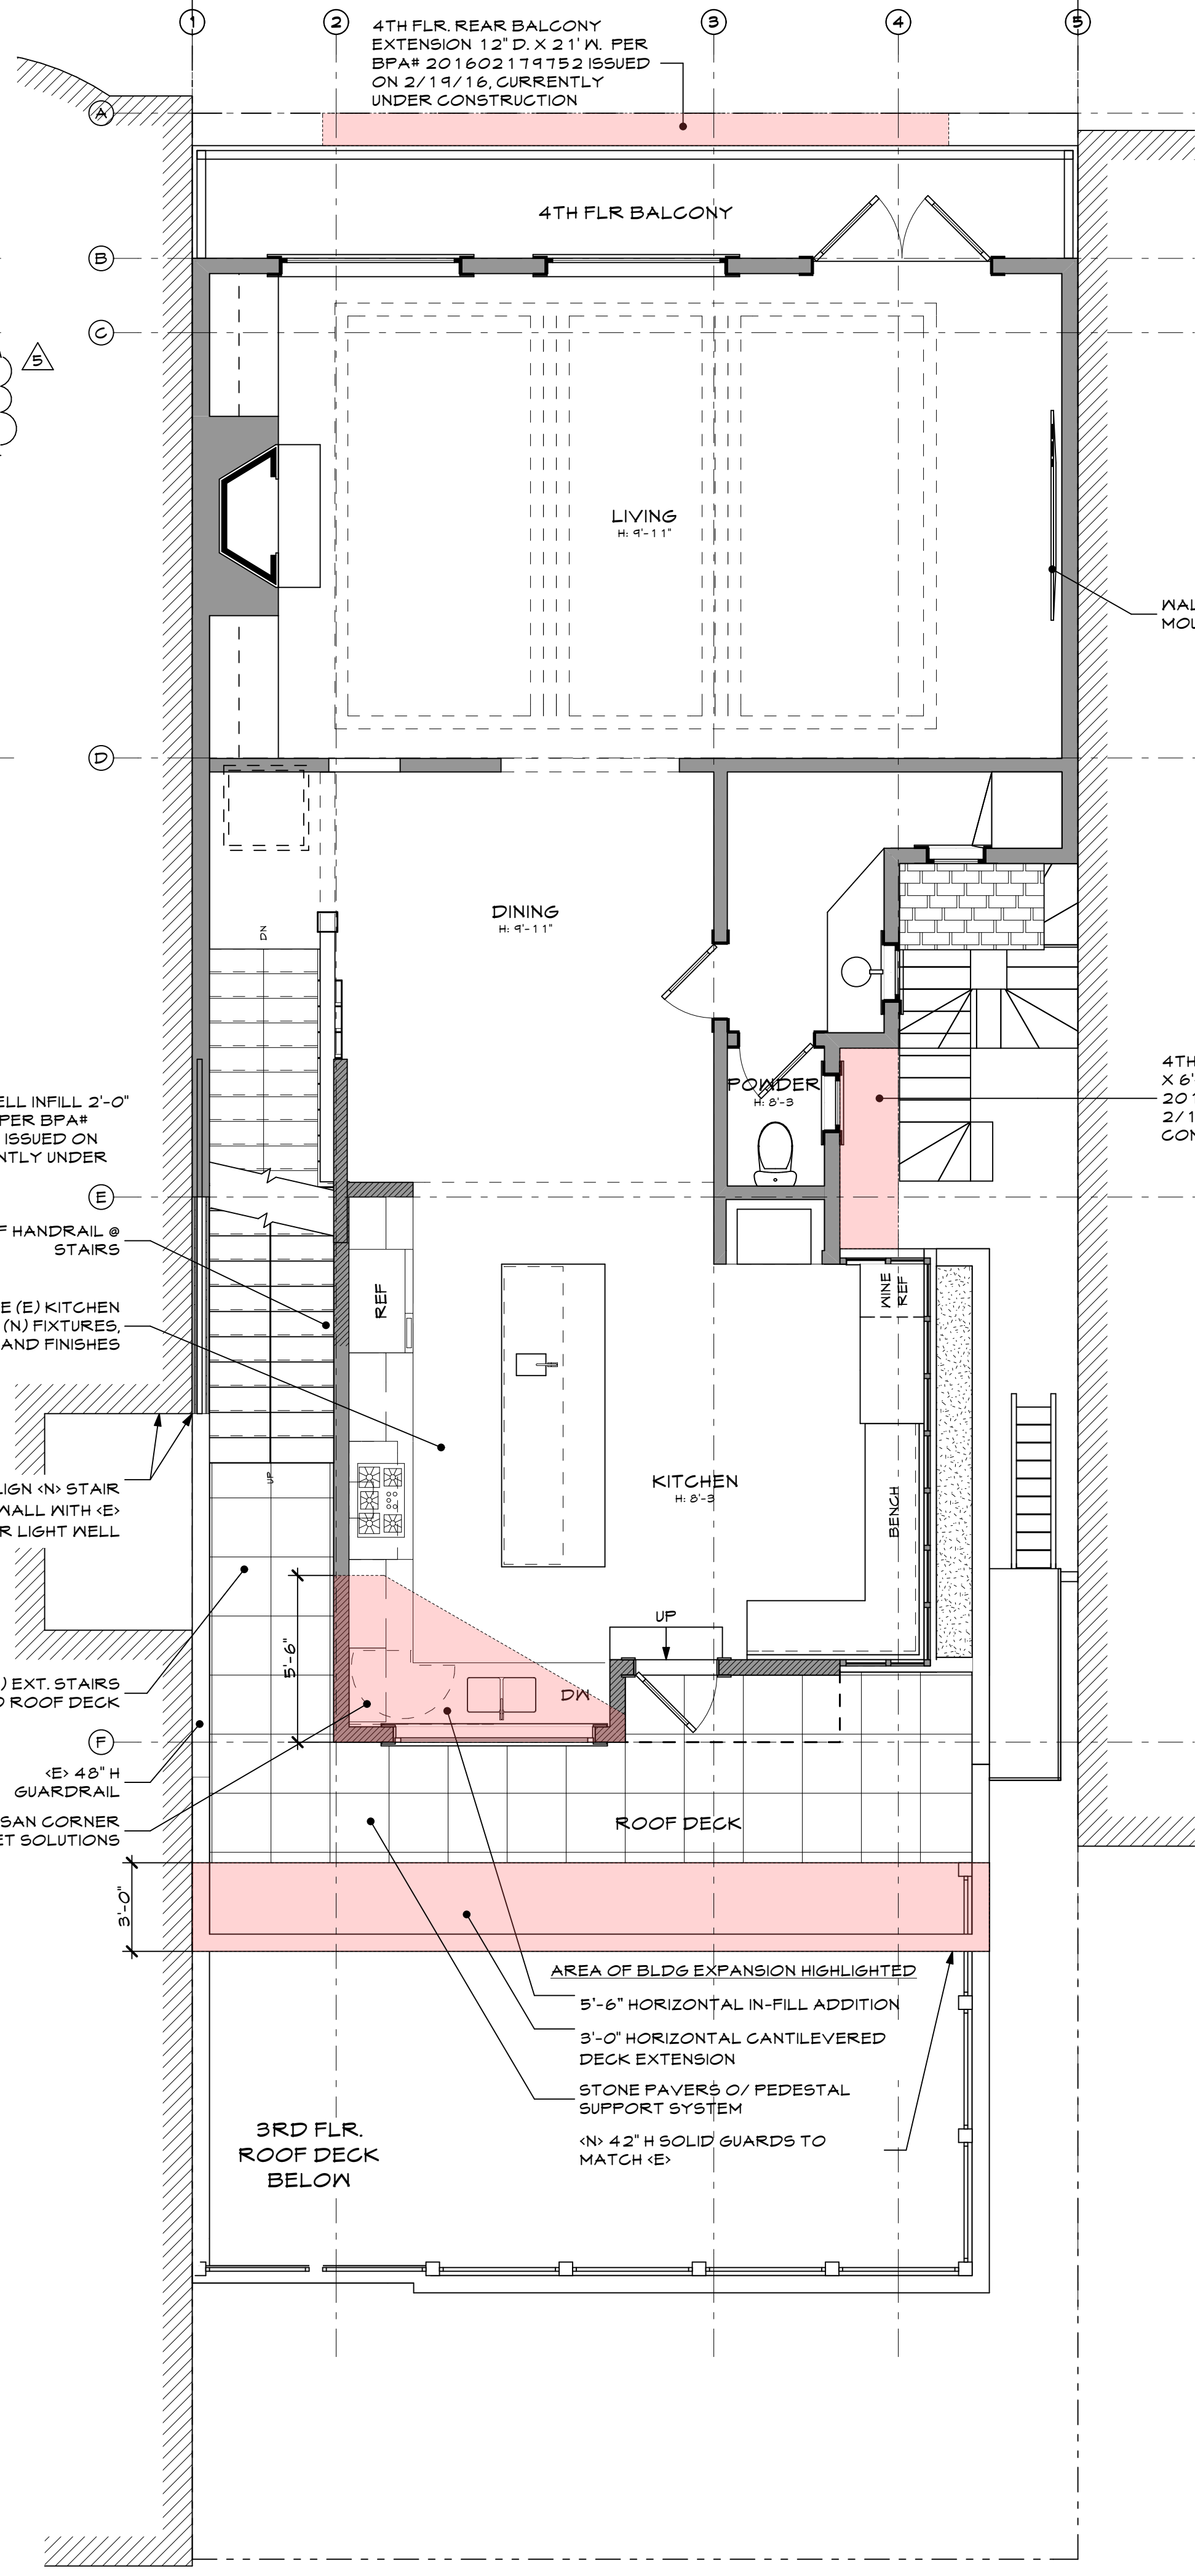 1
2
3
4
5
4TH FLR. REAR BALCONY
EXTENSION 12" D. X 21' W. PER
BPA# 201602179752 ISSUED
ON 2/19/16, CURRENTLY
UNDER CONSTRUCTION
A
4TH FLR BALCONY
B
C
5
LIVING
H: 9'-11"
WAL
MOU
D
DINING
H: 9'-11"
DN
4TH
X 6'
201
2/1
CON
POWDER
H: 8'-3
ELL INFILL 2'-0"
PER BPA#
ISSUED ON
NTLY UNDER
E
F HANDRAIL @
STAIRS
REF
WINE
REF
E (E) KITCHEN
(N) FIXTURES,
AND FINISHES
UP
KITCHEN
H: 8'-3
BENCH
LIGN <N> STAIR
WALL WITH <E>
R LIGHT WELL
UP
5'-6"
DW
) EXT. STAIRS
O ROOF DECK
F
<E> 48" H
GUARDRAIL
SAN CORNER
ET SOLUTIONS
ROOF DECK
3'-0"
AREA OF BLDG EXPANSION HIGHLIGHTED
5'-6" HORIZONTAL IN-FILL ADDITION
3'-0" HORIZONTAL CANTILEVERED
DECK EXTENSION
STONE PAVERS O/ PEDESTAL
SUPPORT SYSTEM
<N> 42" H SOLID GUARDS TO
MATCH <E>
3RD FLR.
ROOF DECK
BELOW